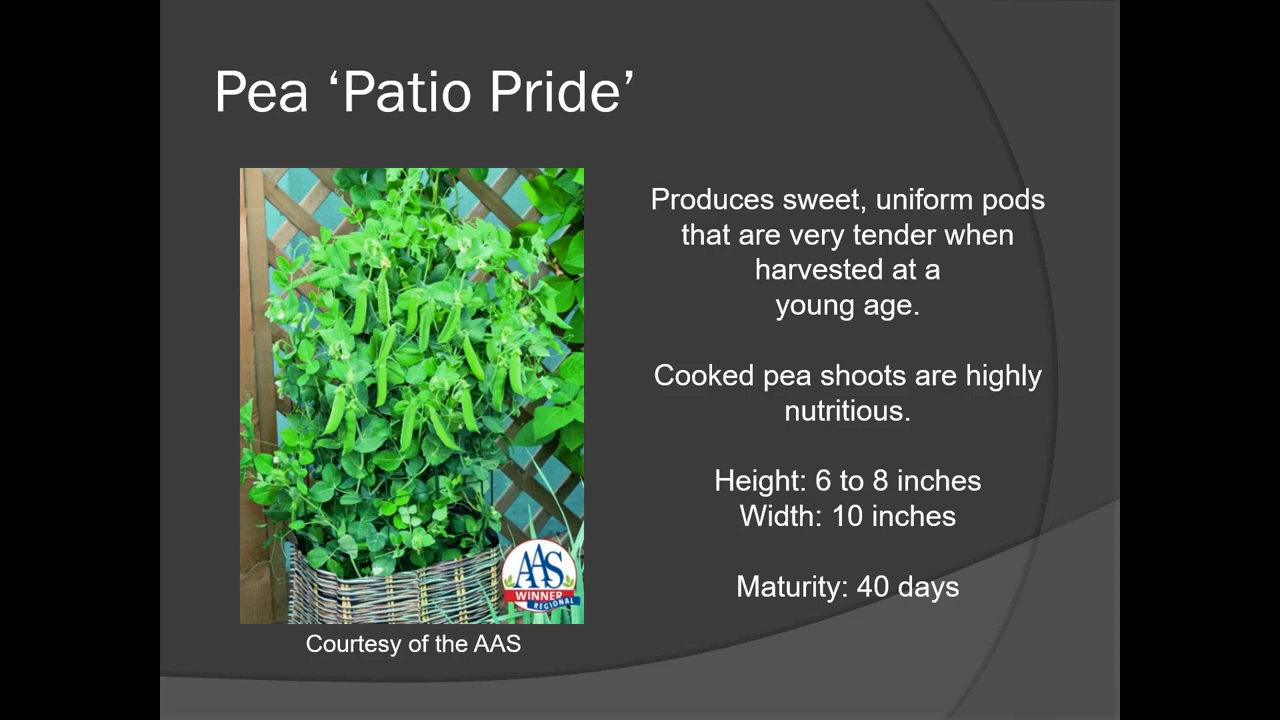 Pea ‘Patio Pride’
Produces sweet, uniform pods
that are very tender when
harvested at a
young age.
Cooked pea shoots are highly
nutritious.
Height: 6 to 8 inches
Width: 10 inches
Maturity: 40 days
AAS
WINNER
REGIONAL
Courtesy of the AAS